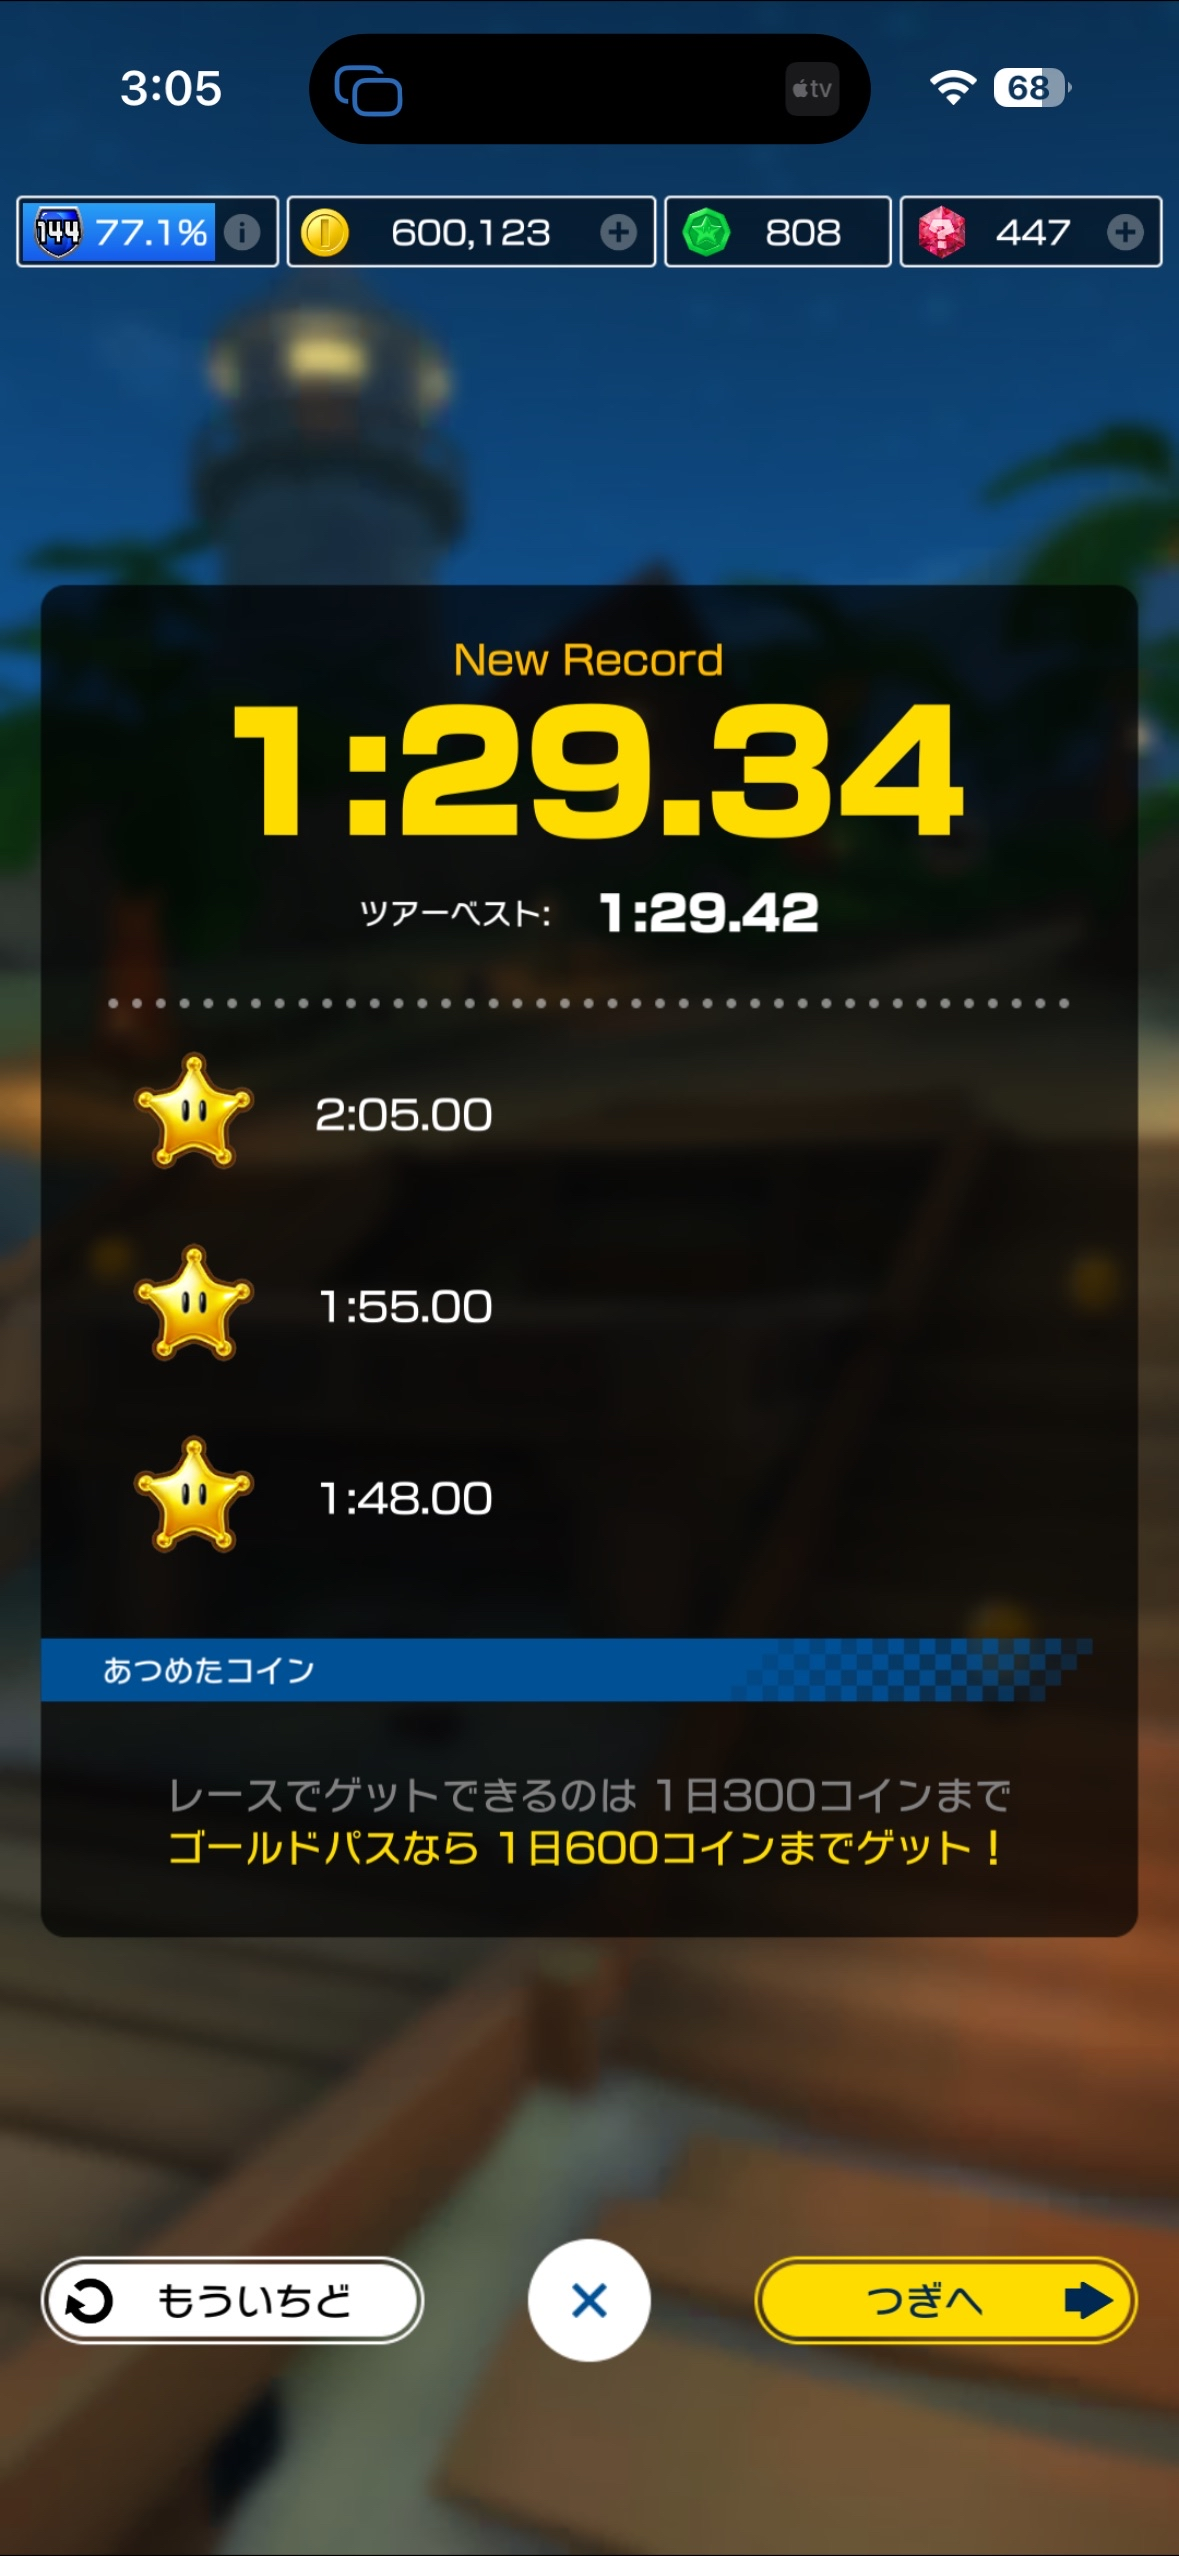 3:05
tv
68
144 77.1% i
600,123 +
808
447 +
New Record
1:29.34
ツアーベスト: 1:29.42
2:05.00
1:55.00
1:48.00
あつめたコイン
レースでゲットできるのは 1日300コインまで
ゴールドパスなら 1日600コインまでゲット!
もういちど
×
つぎへ